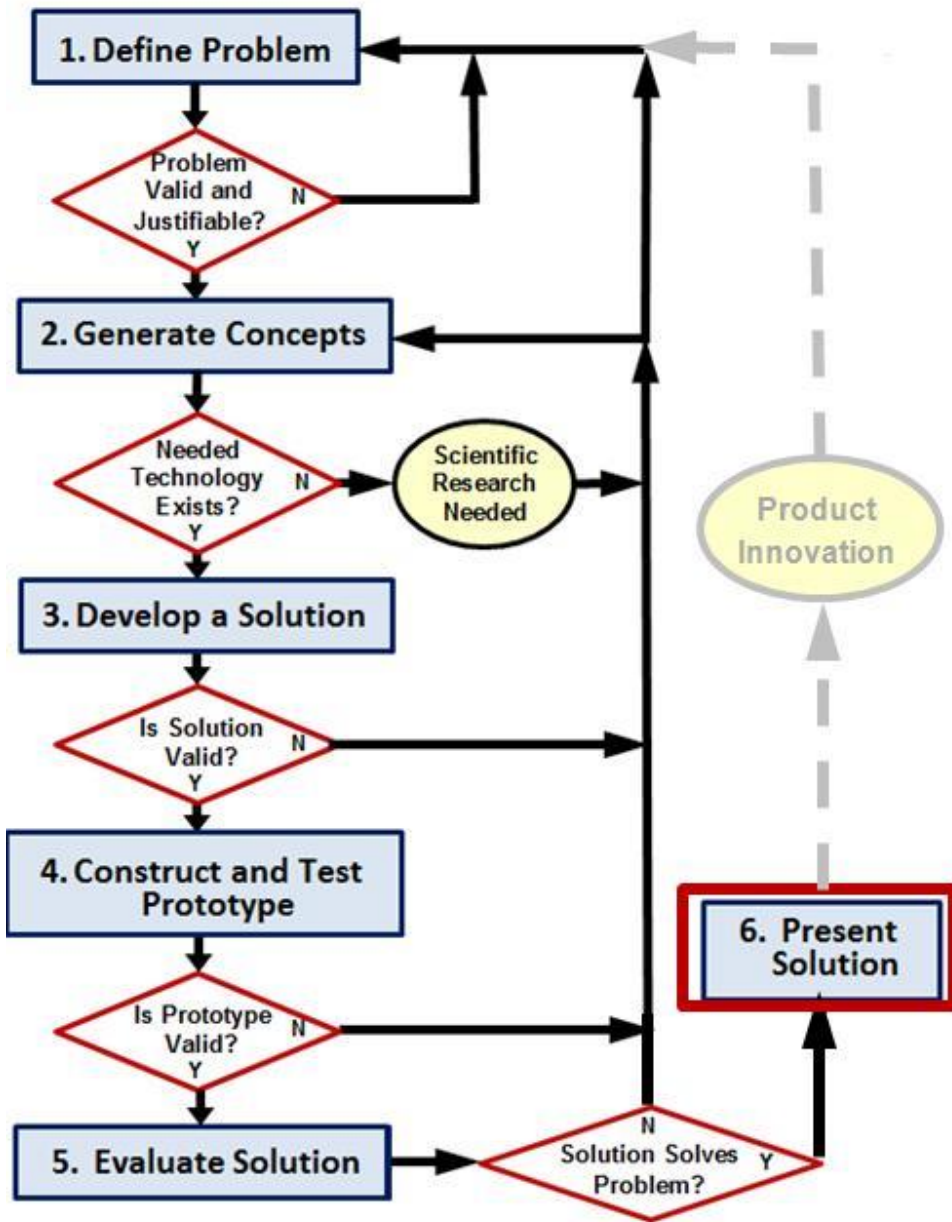 1. Define Problem
Problem
Valid and
Justifiable?
N
Y
2. Generate Concepts
Needed
Technology
Exists?
N
Y
Scientific
Research
Needed
Product
Innovation
3. Develop a Solution
Is Solution
Valid?
N
Y
4. Construct and Test
Prototype
6. Present
Solution
Is Prototype
Valid?
N
Y
5. Evaluate Solution
N
Solution Solves
Problem?
Y